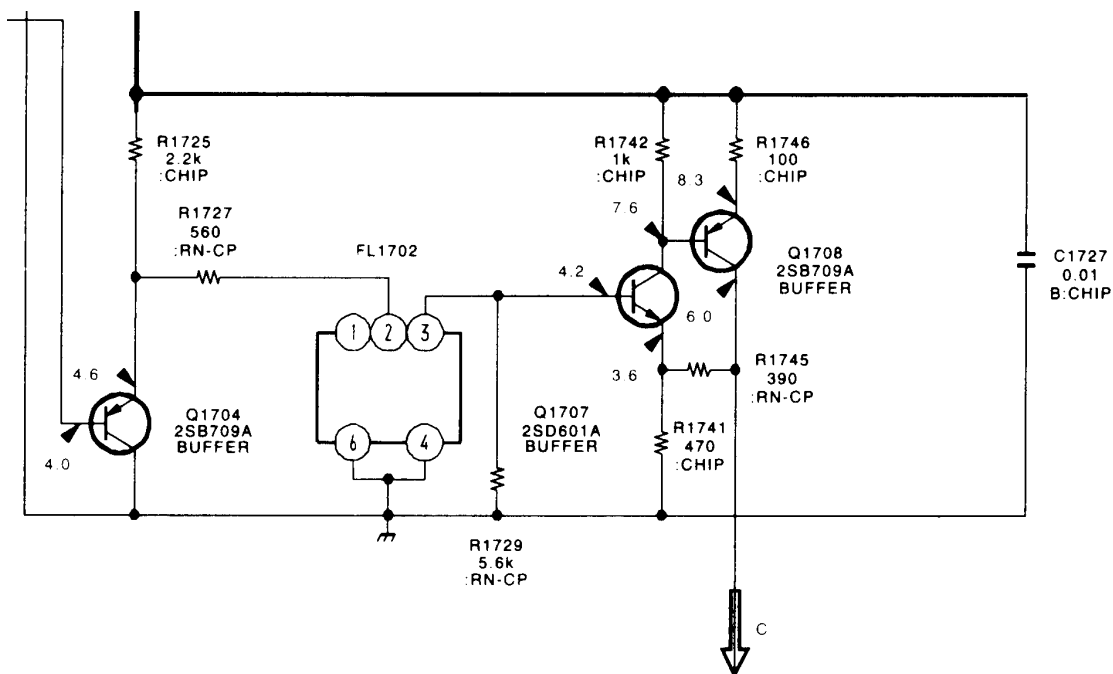 R1725
2.2k
:CHIP
R1742
1k
:CHIP
R1746
100
:CHIP
8.3
7.6
R1727
560
:RN-CP
FL1702
Q1708
2SB709A
BUFFER
C1727
0.01
B:CHIP
4.2
6.0
1
2
3
3.6
R1745
390
:RN-CP
4.6
Q1704
2SB709A
BUFFER
4.0
6
4
Q1707
2SD601A
BUFFER
R1741
470
:CHIP
R1729
5.6k
:RN-CP
C